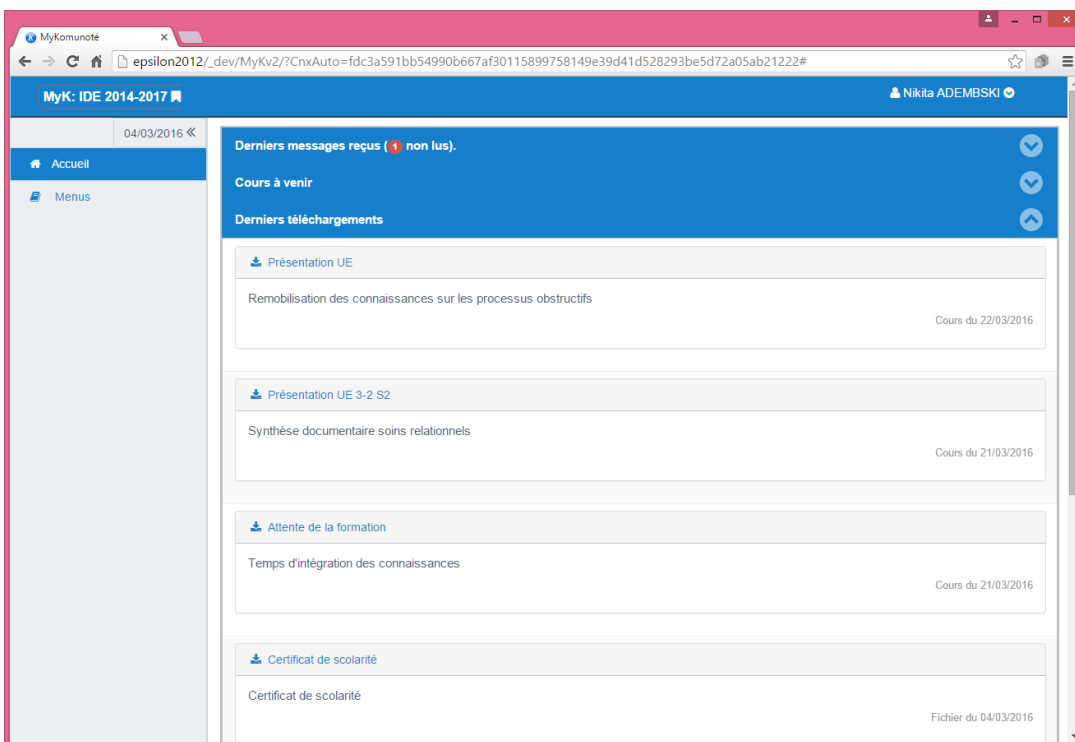 MyKomunoté
epsilon2012/_dev/MyKv2/?CnxAuto=fdc3a591bb54990b667af30115899758149e39d41d528293be5d72a05ab21222#
MyK: IDE 2014-2017
Nikita ADEMBSKI
04/03/2016
Accueil
Menus
Derniers messages reçus (1 non lus).
Cours à venir
Derniers téléchargements
Présentation UE
Remobilisation des connaissances sur les processus obstructifs
Cours du 22/03/2016
Présentation UE 3-2 S2
Synthèse documentaire soins relationnels
Cours du 21/03/2016
Attente de la formation
Temps d'intégration des connaissances
Cours du 21/03/2016
Certificat de scolarité
Certificat de scolarité
Fichier du 04/03/2016